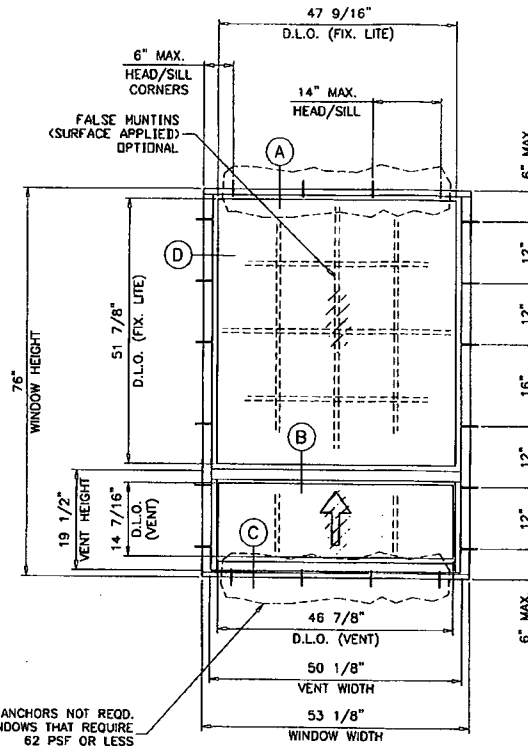 47 9/16"
D.L.O. (FIX. LITE)
6" MAX.
HEAD/SILL
CORNERS
14" MAX.
HEAD/SILL
FALSE MUNTINS
(SURFACE APPLIED)
OPTIONAL
A
6" MAX
D
12"
12"
51 7/8"
D.L.O. (FIX. LITE)
76"
WINDOW HEIGHT
16"
B
12"
19 1/2"
VENT HEIGHT
14 7/16"
D.L.O.
(VENT)
12"
C
6" MAX
46 7/8"
D.L.O. (VENT)
50 1/8"
VENT WIDTH
53 1/8"
WINDOW WIDTH
ANCHORS NOT REQD.
NDOWS THAT REQUIRE
62 PSF OR LESS